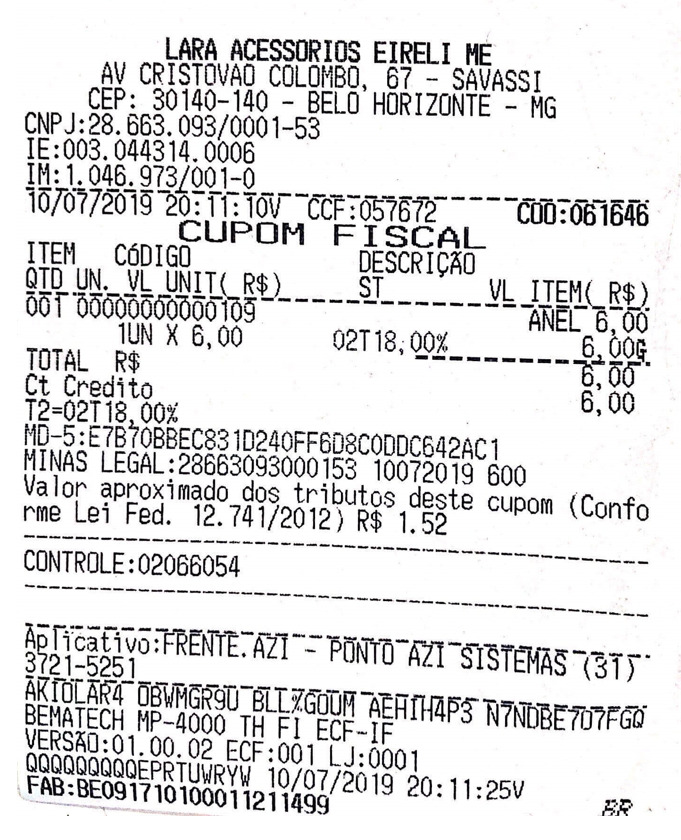 LARA ACESSORIOS EIRELI ME
AV CRISTOVAO COLOMBO, 67 - SAVASSI
CEP: 30140-140 - BELO HORIZONTE - MG
CNPJ:28.663.093/0001-53
IE:003.044314.0006
IM:1.046.973/001-0
10/07/2019 20:11:10V CCF:057672 COO:061646
CUPOM FISCAL
ITEM CóDIGO DESCRIÇÃO
QTD UN. VL UNIT( R$) ST VL ITEM( R$)
001 00000000000109 ANEL 6,00
1UN X 6,00 02T18,00% 6,00G
TOTAL R$ 6,00
Ct Credito 6,00
T2=02T18,00%
MD-5:E7B70BBEC831D240FF6D8C0DDC642AC1
MINAS LEGAL:28663093000153 10072019 600
Valor aproximado dos tributos deste cupom (Confo
rme Lei Fed. 12.741/2012) R$ 1.52
CONTROLE:02066054
Aplicativo:FRENTE.AZI - PONTO AZI SISTEMAS (31)
3721-5251
AKIOLAR4 OBWMGR9U BLL%GOUM AEHIH4P3 N7NDBE707FGQ
BEMATECH MP-4000 TH FI ECF-IF
VERSÃO:01.00.02 ECF:001 LJ:0001
QQQQQQQQQEPRTUWRYW 10/07/2019 20:11:25V
FAB:BE091710100011211499
BR